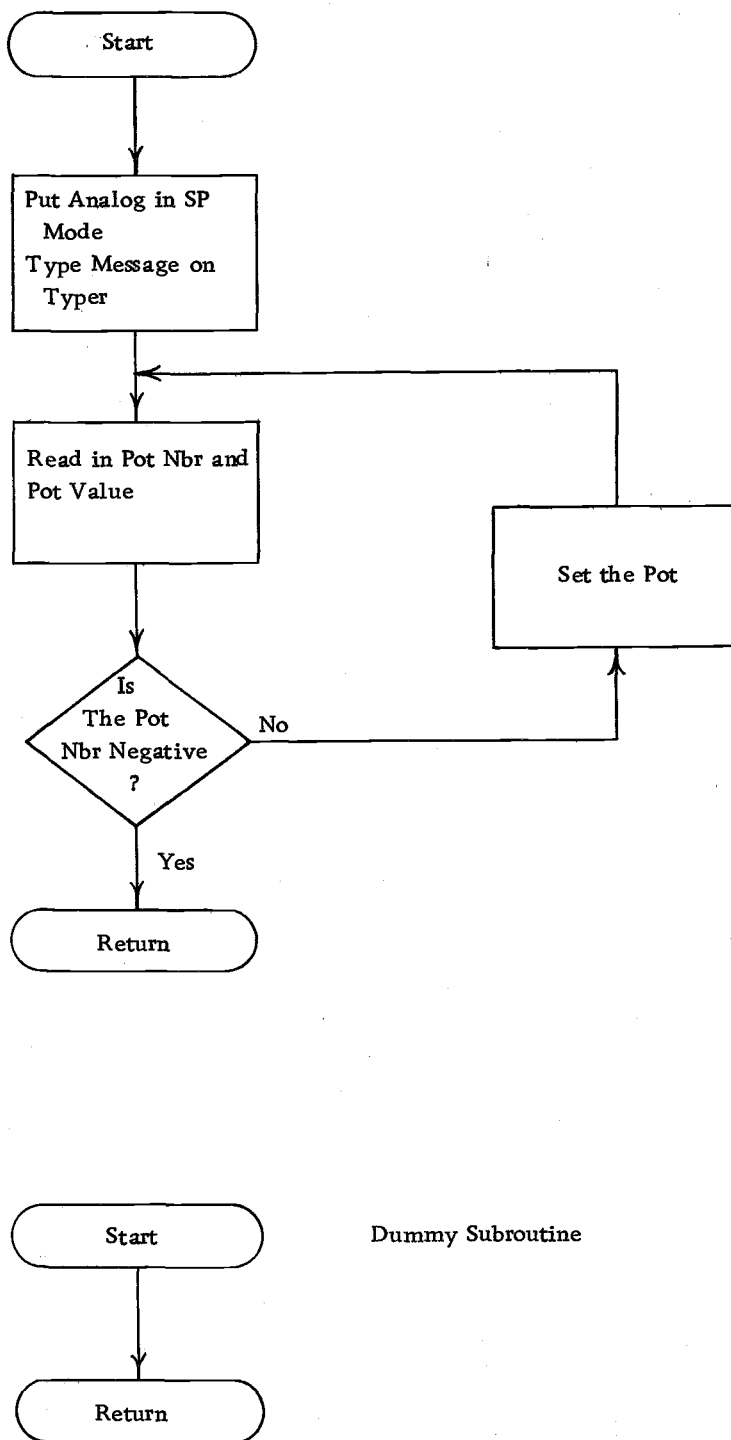 Start
Put Analog in SP
Mode
Type Message on
Typer
Read in Pot Nbr and
Pot Value
Set the Pot
Is
The Pot
Nbr Negative
?
No
Yes
Return
Start
Dummy Subroutine
Return